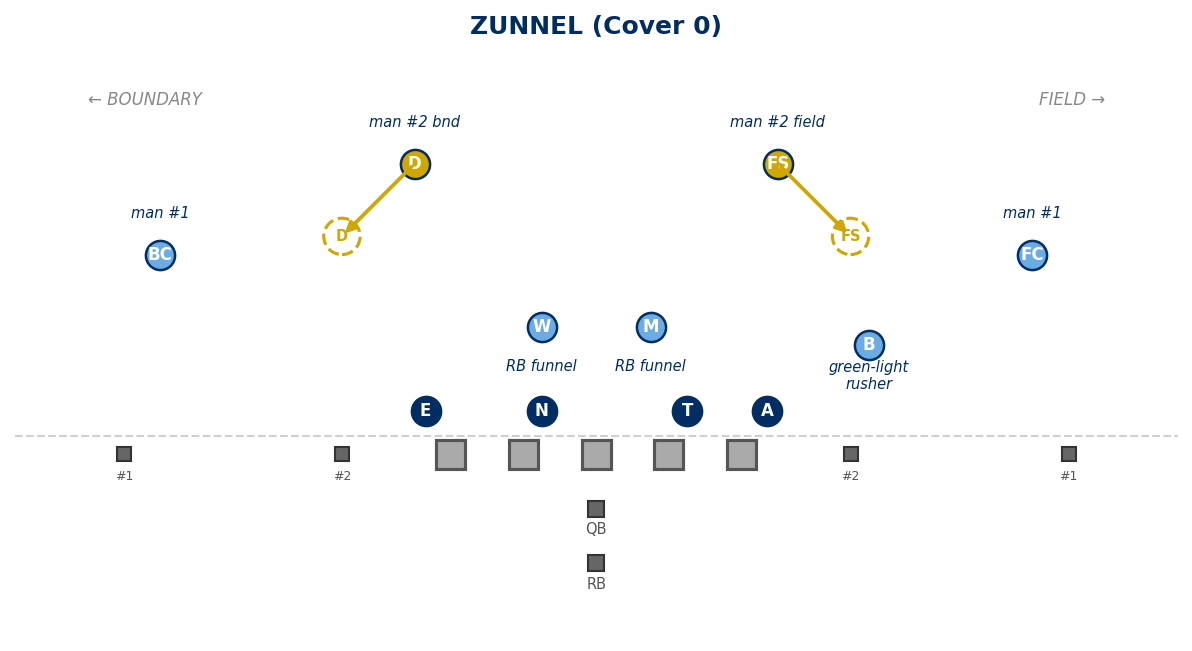 ZUNNEL (Cover 0)
← BOUNDARY
FIELD →
man #2 bnd
man #2 field
D
FS
man #1
man #1
D
FS
BC
FC
W
M
B
RB funnel
RB funnel
green-light
rusher
E
N
T
A
#1
#2
#2
#1
QB
RB